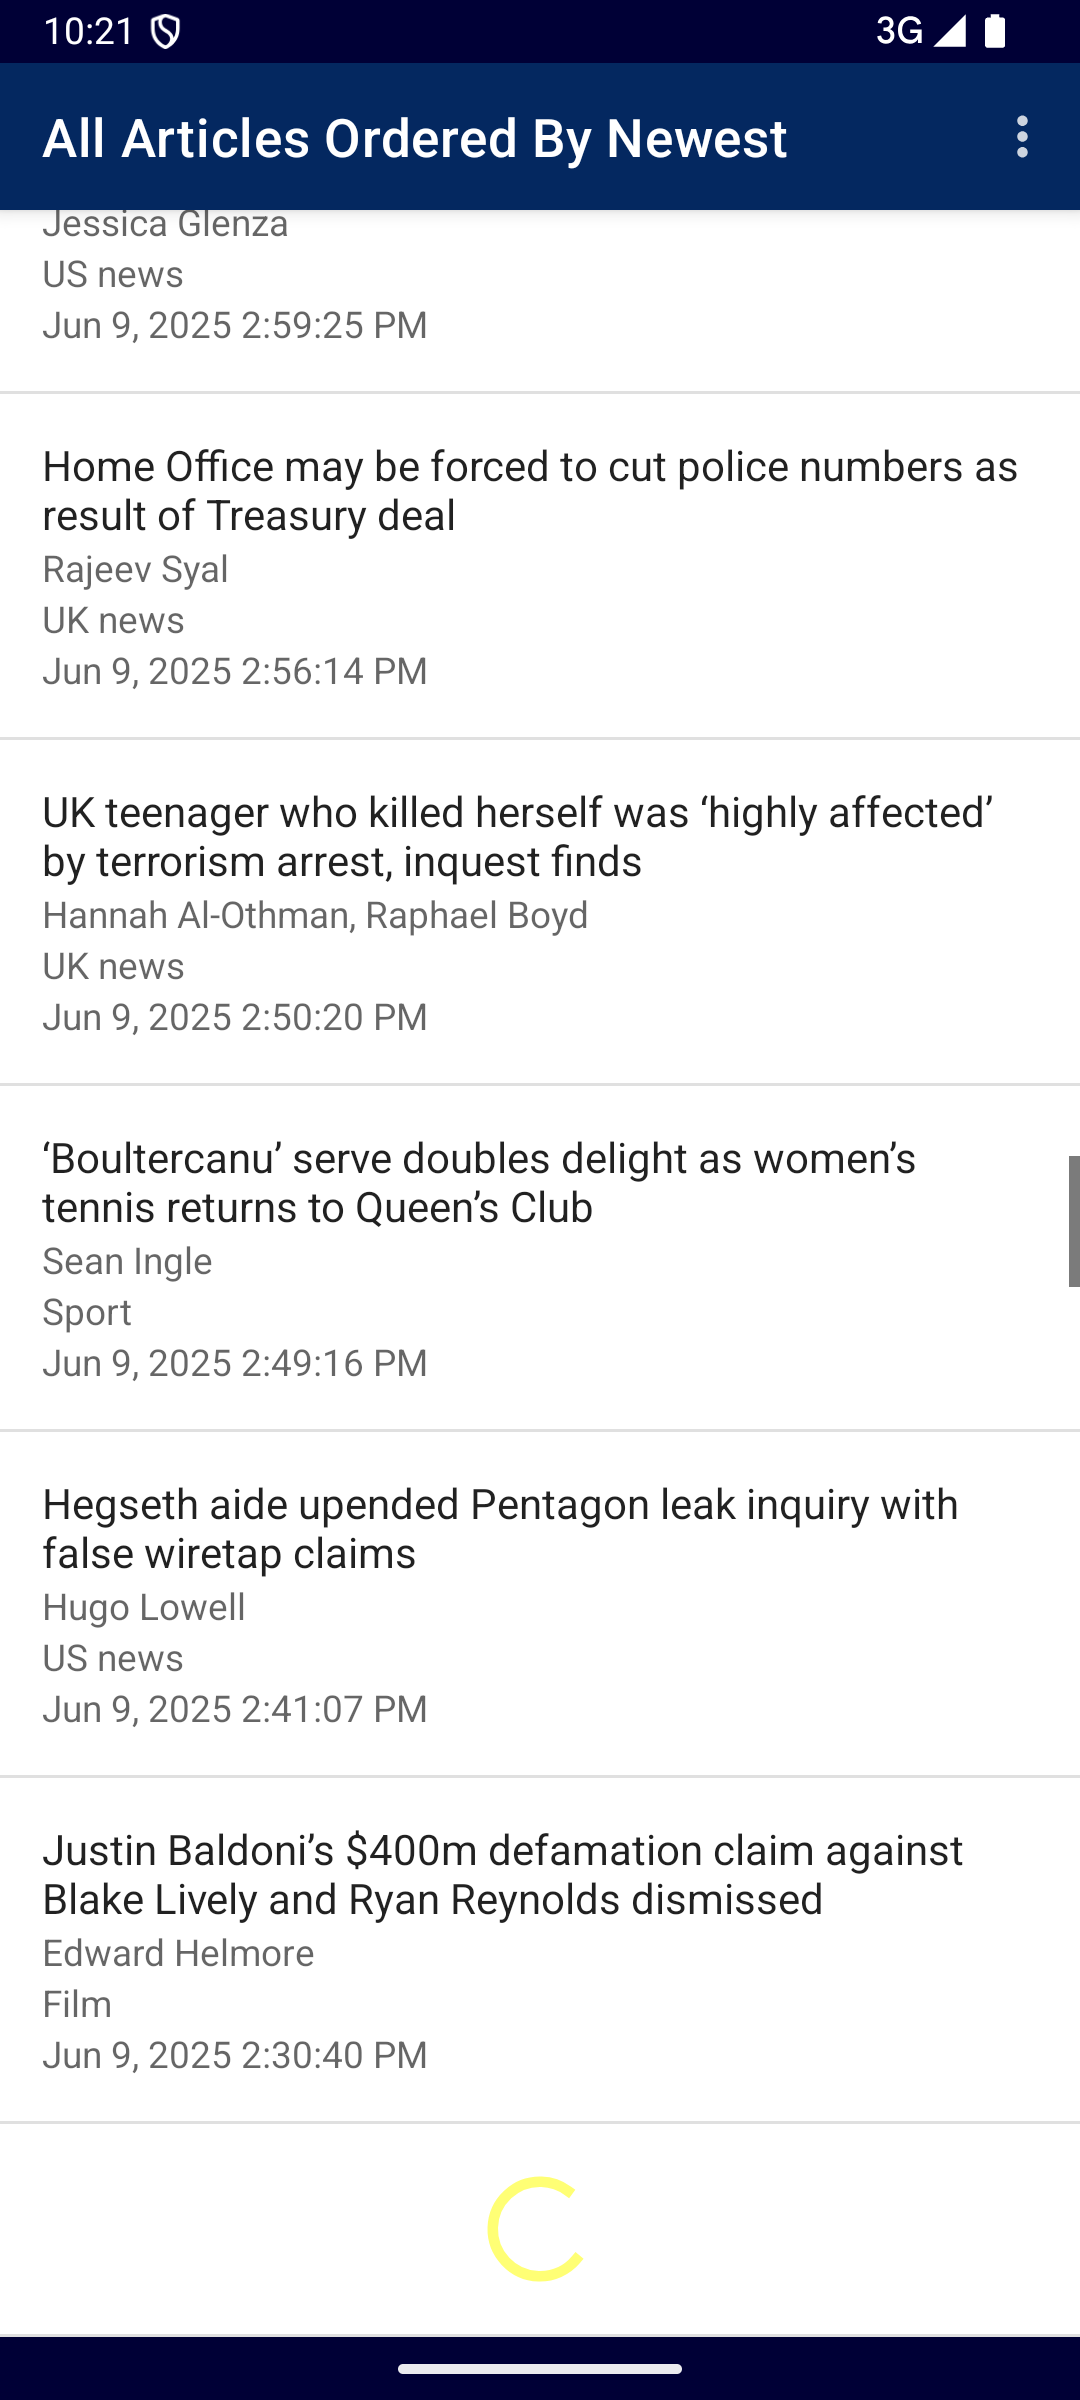 10:21
3G
All Articles Ordered By Newest
Jessica Glenza
US news
Jun 9, 2025 2:59:25 PM
Home Office may be forced to cut police numbers as
result of Treasury deal
Rajeev Syal
UK news
Jun 9, 2025 2:56:14 PM
UK teenager who killed herself was ‘highly affected’
by terrorism arrest, inquest finds
Hannah Al-Othman, Raphael Boyd
UK news
Jun 9, 2025 2:50:20 PM
‘Boultercanu’ serve doubles delight as women’s
tennis returns to Queen’s Club
Sean Ingle
Sport
Jun 9, 2025 2:49:16 PM
Hegseth aide upended Pentagon leak inquiry with
false wiretap claims
Hugo Lowell
US news
Jun 9, 2025 2:41:07 PM
Justin Baldoni’s $400m defamation claim against
Blake Lively and Ryan Reynolds dismissed
Edward Helmore
Film
Jun 9, 2025 2:30:40 PM